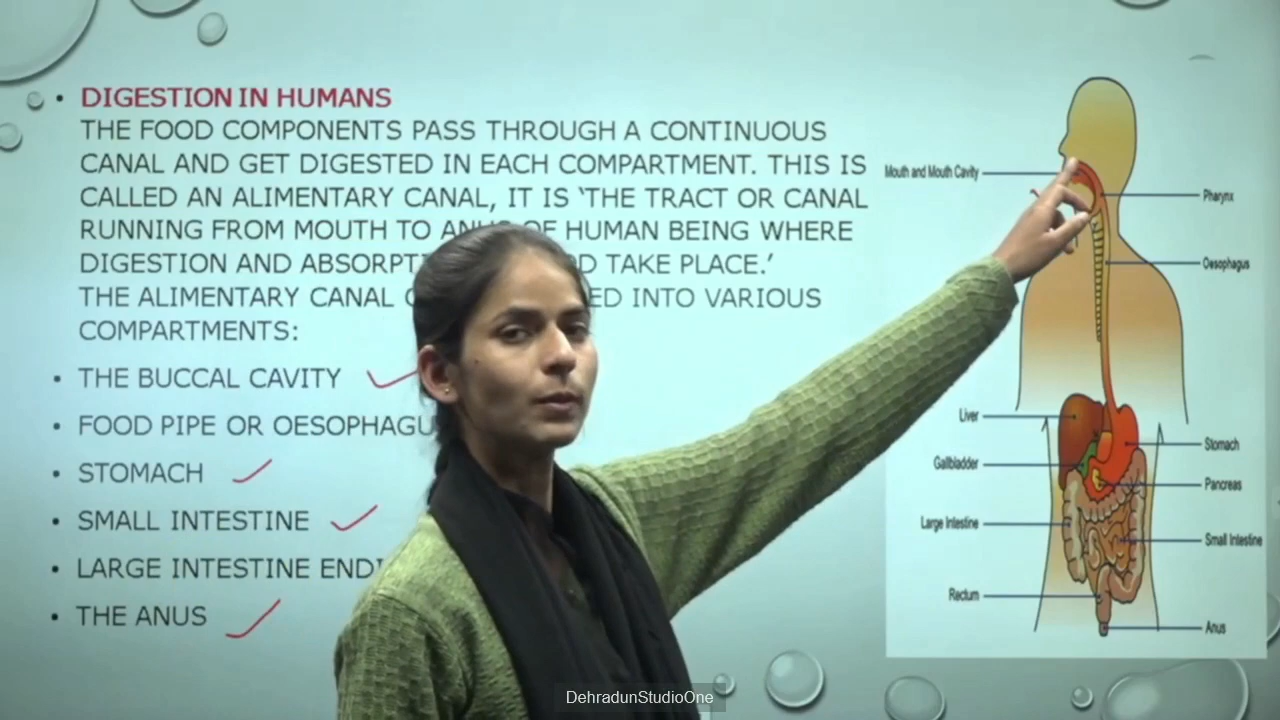 DIGESTION IN HUMANS
THE FOOD COMPONENTS PASS THROUGH A CONTINUOUS
CANAL AND GET DIGESTED IN EACH COMPARTMENT. THIS IS
CALLED AN ALIMENTARY CANAL, IT IS ‘THE TRACT OR CANAL
RUNNING FROM MOUTH TO OF HUMAN BEING WHERE
DIGESTION AND TAKE PLACE.’
THE ALIMENTARY CANAL INTO VARIOUS
COMPARTMENTS:
THE BUCCAL CAVITY
FOOD PIPE OR
STOMACH
SMALL INTESTINE
LARGE INTESTINE
THE ANUS
Mouth and Mouth Cavity
Pharynx
Oesophagus
Liver
Stomach
Gallbladder
Pancreas
Large Intestine
Small Intestine
Rectum
Anus
DehradunStudioOne